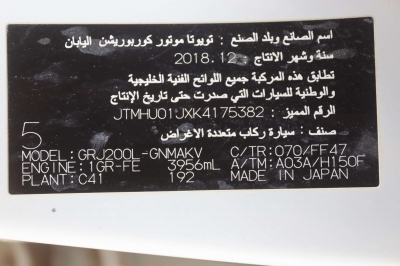 اسم الصانع وبلد الصنع : تويوتا موتور كوربوريشن اليابان
سنة وشهر الانتاج : 2018.12
تطابق هذه المركبة جميع اللوائح الفنية الخليجية
والوطنية للسيارات التي صدرت حتى تاريخ الإنتاج
الرقم المميز : JTMHU01JXK4175382
صنف : سيارة ركاب متعددة الاغراض
5
MODEL: GRJ200L-GNMAKV C/TR: 070/FF47
ENGINE: 1GR-FE 3956mL A/TM: A03A/H150F
PLANT: C41 192 MADE IN JAPAN